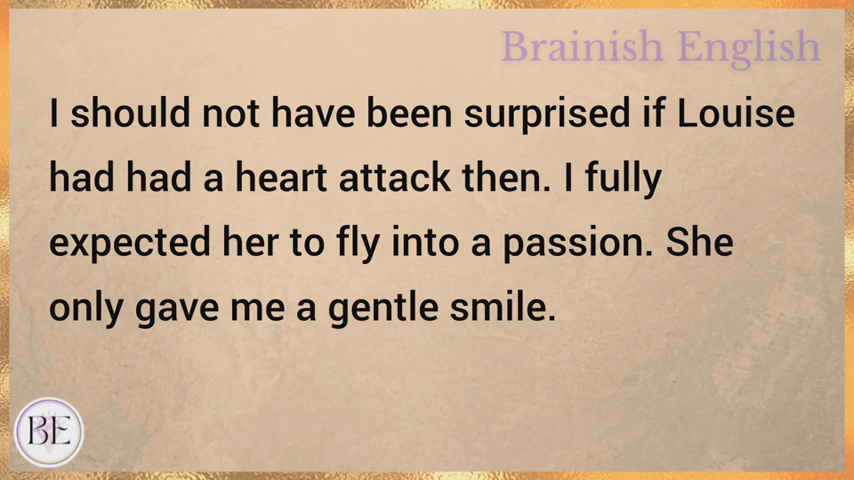 Brainish English
I should not have been surprised if Louise
had had a heart attack then. I fully
expected her to fly into a passion. She
only gave me a gentle smile.
BE